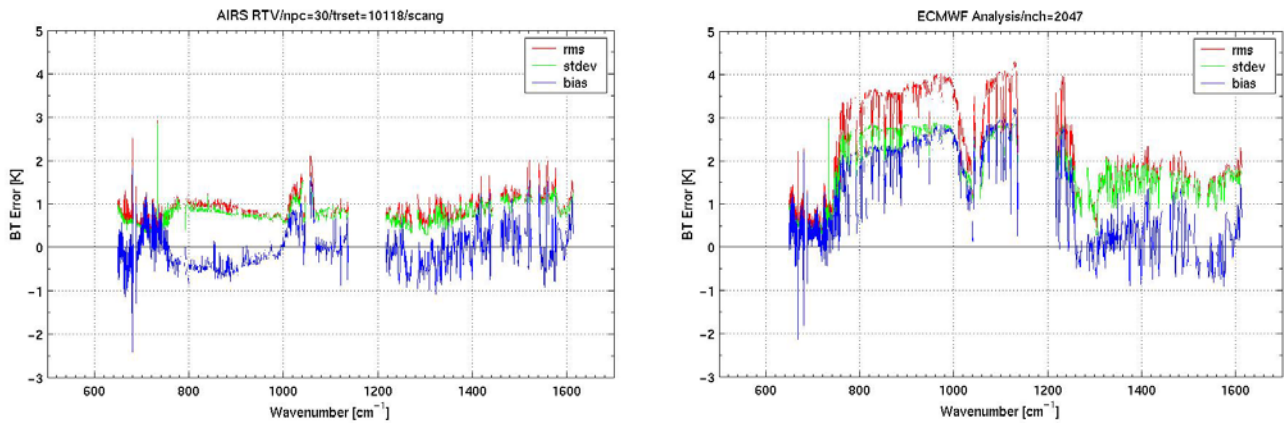 AIRS RTV/npc=30/trset=10118/scang
5
4
3
2
1
0
−1
−2
−3
BT Error [K]
rms
stdev
bias
600 800 1000 1200 1400 1600
Wavenumber [cm⁻¹]
ECMWF Analysis/nch=2047
5
4
3
2
1
0
−1
−2
−3
BT Error [K]
rms
stdev
bias
600 800 1000 1200 1400 1600
Wavenumber [cm⁻¹]